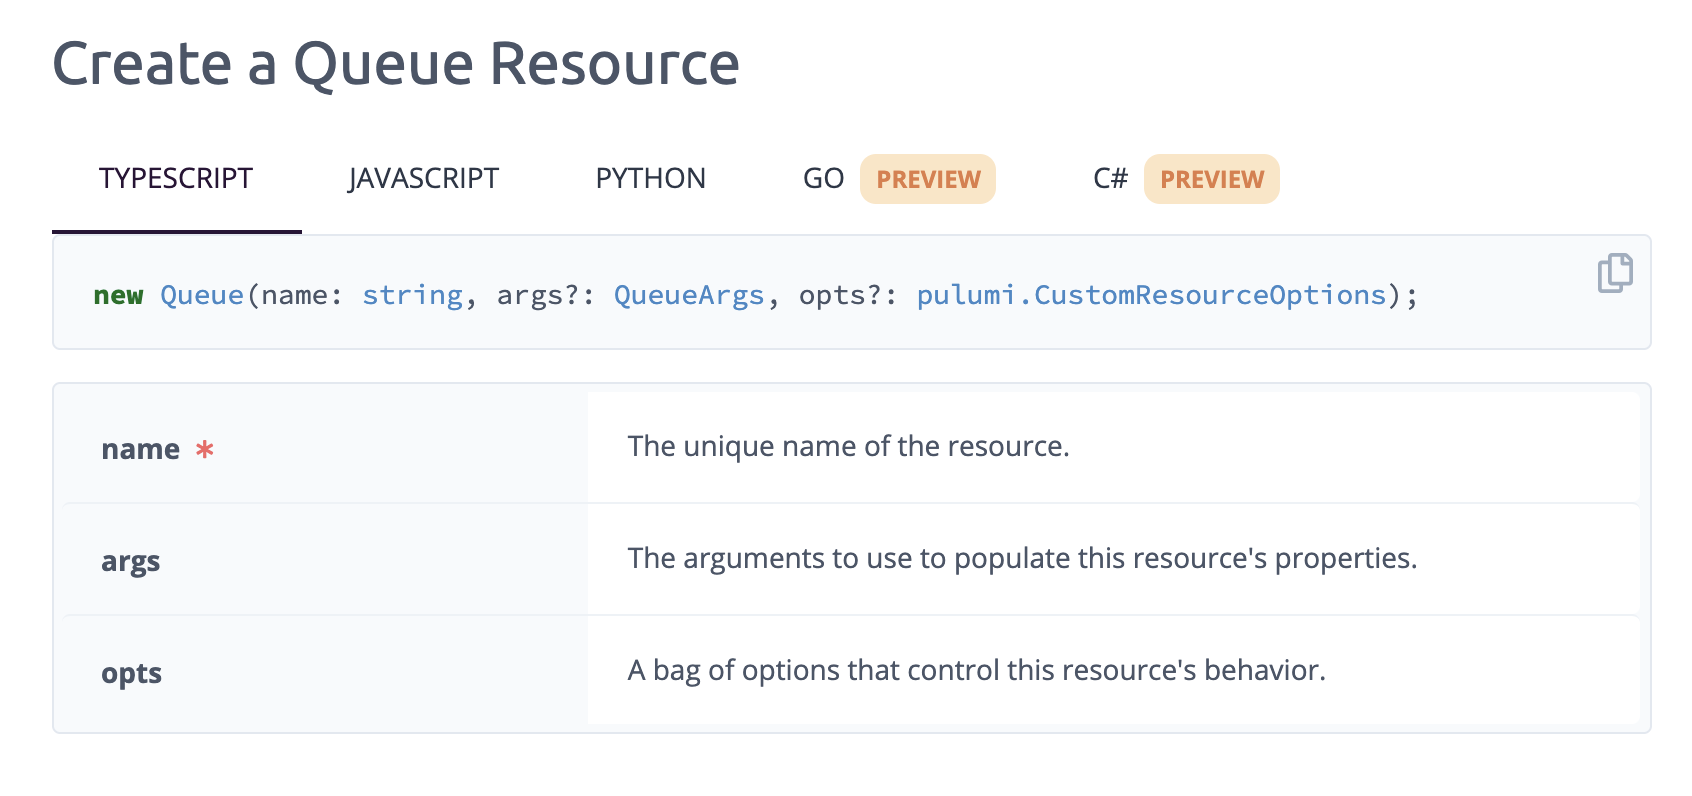 Create a Queue Resource
TYPESCRIPT JAVASCRIPT PYTHON GO PREVIEW C# PREVIEW
new Queue(name: string, args?: QueueArgs, opts?: pulumi.CustomResourceOptions);
name * The unique name of the resource.
args The arguments to use to populate this resource's properties.
opts A bag of options that control this resource's behavior.